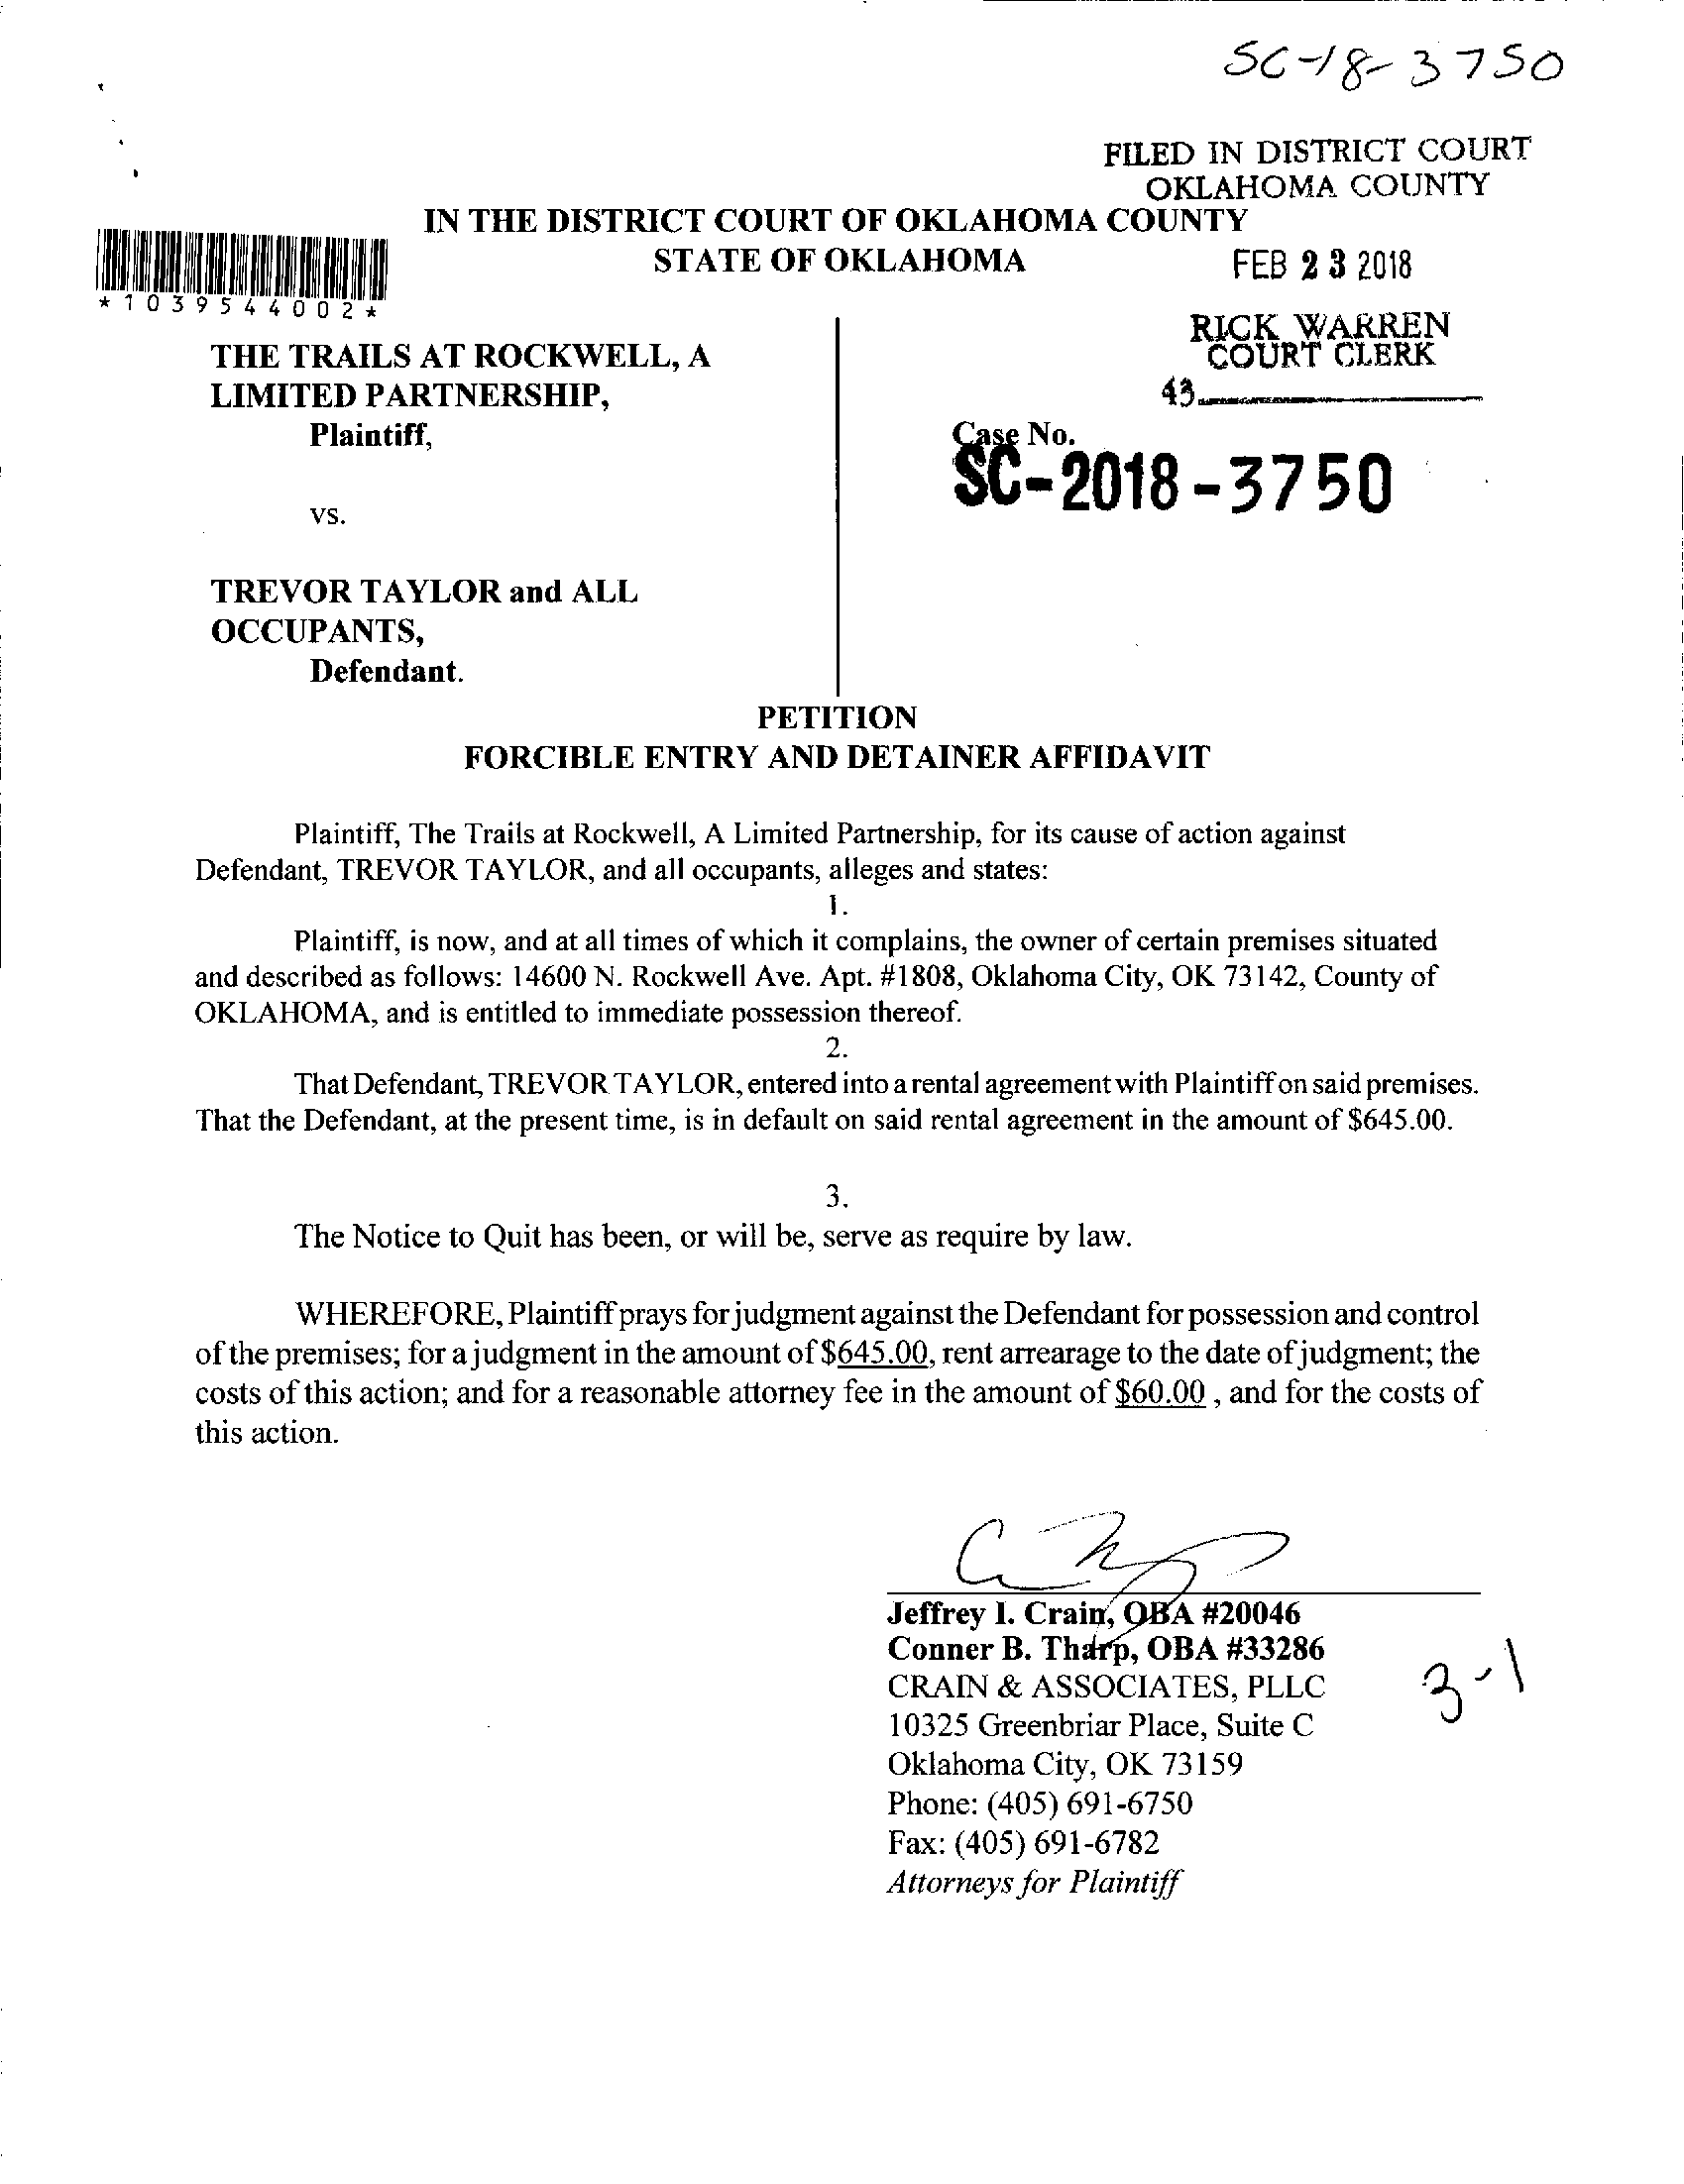 SC-18-3750
FILED IN DISTRICT COURT
OKLAHOMA COUNTY
IN THE DISTRICT COURT OF OKLAHOMA COUNTY
STATE OF OKLAHOMA
FEB 23 2018
*1039544002*
RICK WARREN
COURT CLERK
43
THE TRAILS AT ROCKWELL, A
LIMITED PARTNERSHIP,
Plaintiff,
Case No.
SC-2018-3750
vs.
TREVOR TAYLOR and ALL
OCCUPANTS,
Defendant.
PETITION
FORCIBLE ENTRY AND DETAINER AFFIDAVIT
Plaintiff, The Trails at Rockwell, A Limited Partnership, for its cause of action against
Defendant, TREVOR TAYLOR, and all occupants, alleges and states:
1.
Plaintiff, is now, and at all times of which it complains, the owner of certain premises situated
and described as follows: 14600 N. Rockwell Ave. Apt. #1808, Oklahoma City, OK 73142, County of
OKLAHOMA, and is entitled to immediate possession thereof.
2.
That Defendant, TREVOR TAYLOR, entered into a rental agreement with Plaintiff on said premises.
That the Defendant, at the present time, is in default on said rental agreement in the amount of $645.00.
3.
The Notice to Quit has been, or will be, serve as require by law.
WHEREFORE, Plaintiff prays for judgment against the Defendant for possession and control
of the premises; for a judgment in the amount of $645.00, rent arrearage to the date of judgment; the
costs of this action; and for a reasonable attorney fee in the amount of $60.00 , and for the costs of
this action.
Jeffrey I. Crain, OBA #20046
Conner B. Tharp, OBA #33286
CRAIN & ASSOCIATES, PLLC
3-1
10325 Greenbriar Place, Suite C
Oklahoma City, OK 73159
Phone: (405) 691-6750
Fax: (405) 691-6782
Attorneys for Plaintiff